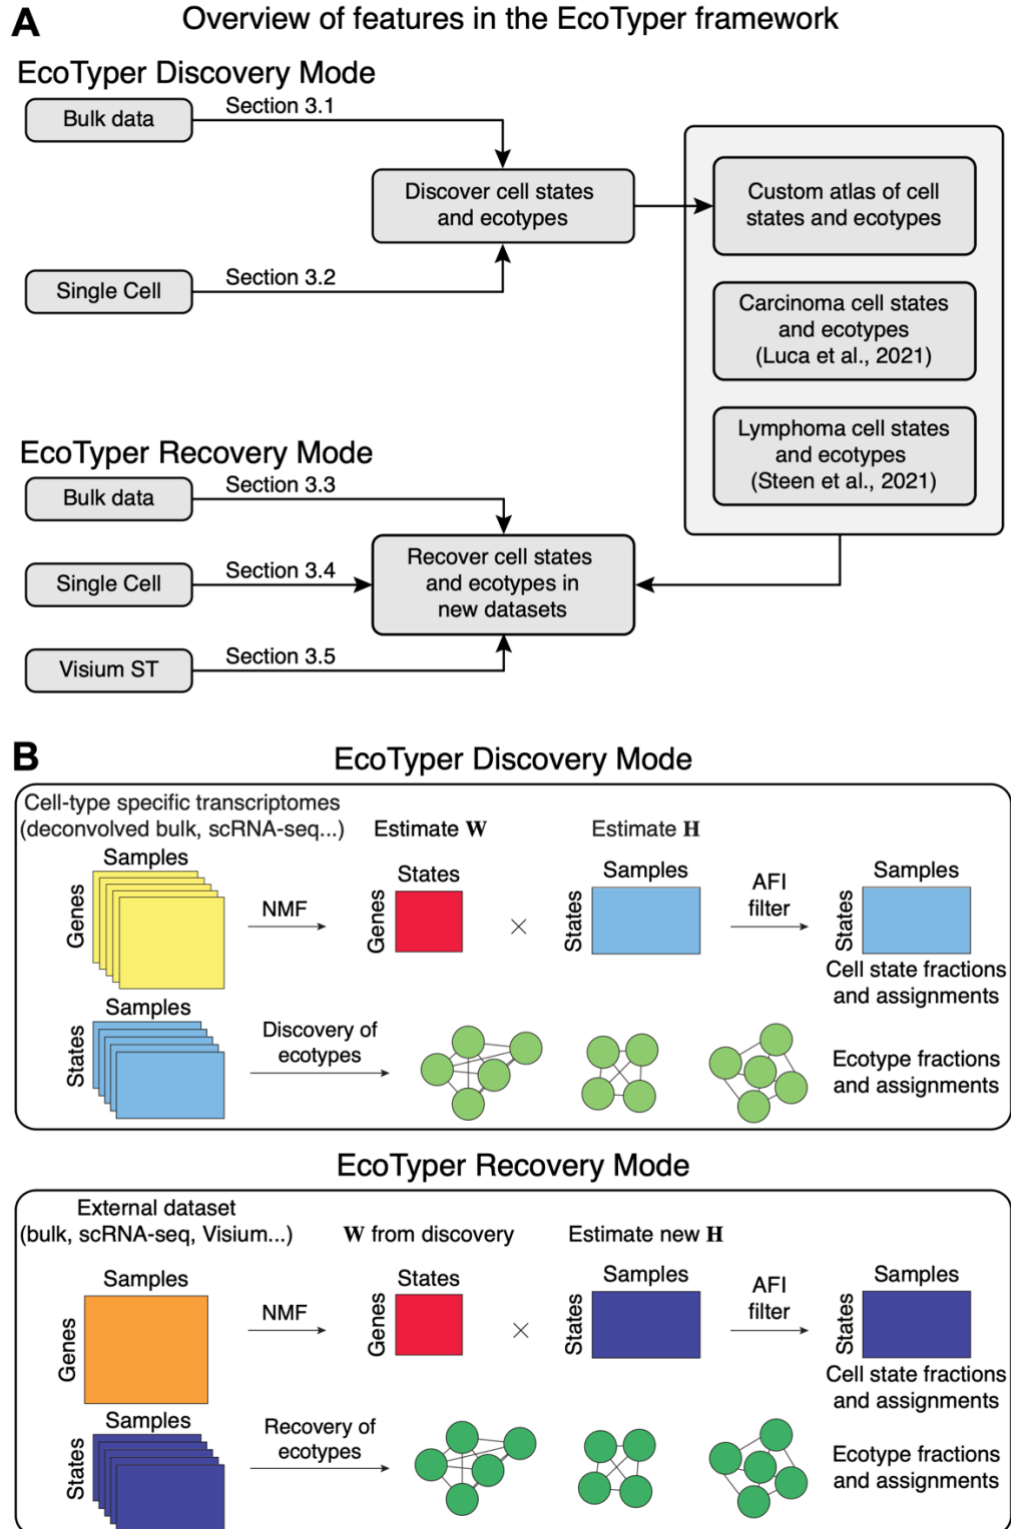 A
Overview of features in the EcoTyper framework
EcoTyper Discovery Mode
Bulk data
Section 3.1
Discover cell states
and ecotypes
Single Cell
Section 3.2
Custom atlas of cell
states and ecotypes
Carcinoma cell states
and ecotypes
(Luca et al., 2021)
Lymphoma cell states
and ecotypes
(Steen et al., 2021)
EcoTyper Recovery Mode
Bulk data
Section 3.3
Single Cell
Section 3.4
Visium ST
Section 3.5
Recover cell states
and ecotypes in
new datasets
B
EcoTyper Discovery Mode
Cell-type specific transcriptomes
(deconvolved bulk, scRNA-seq...)
Estimate W
Estimate H
Samples
Genes
NMF
States
Genes
×
Samples
States
AFI
filter
Samples
States
Cell state fractions
and assignments
Samples
States
Discovery of
ecotypes
Ecotype fractions
and assignments
EcoTyper Recovery Mode
External dataset
(bulk, scRNA-seq, Visium...)
W from discovery
Estimate new H
Samples
Genes
NMF
States
Genes
×
Samples
States
AFI
filter
Samples
States
Cell state fractions
and assignments
Samples
States
Recovery of
ecotypes
Ecotype fractions
and assignments